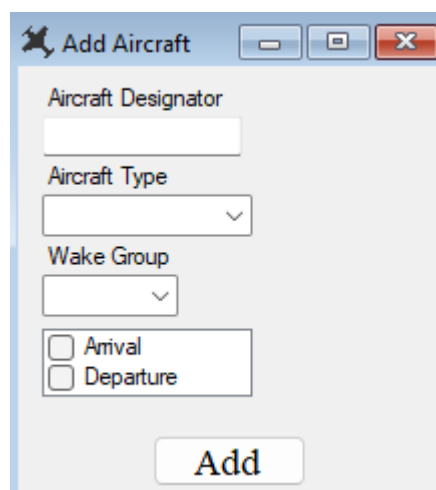 Add Aircraft
Aircraft Designator
Aircraft Type
Wake Group
Arrival
Departure
Add